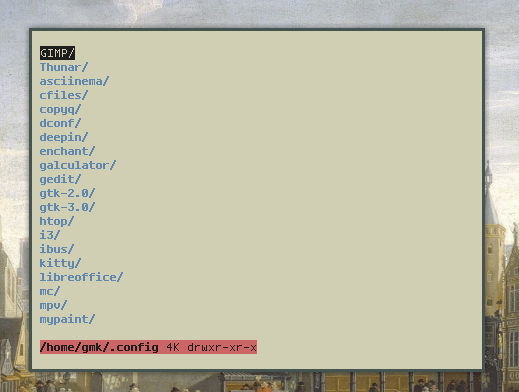 GIMP/
Thunar/
asciinema/
cfiles/
copyq/
dconf/
deepin/
enchant/
galculator/
gedit/
gtk-2.0/
gtk-3.0/
htop/
i3/
ibus/
kitty/
libreoffice/
mc/
mpv/
mypaint/
/home/gmk/.config 4K drwxr-xr-x